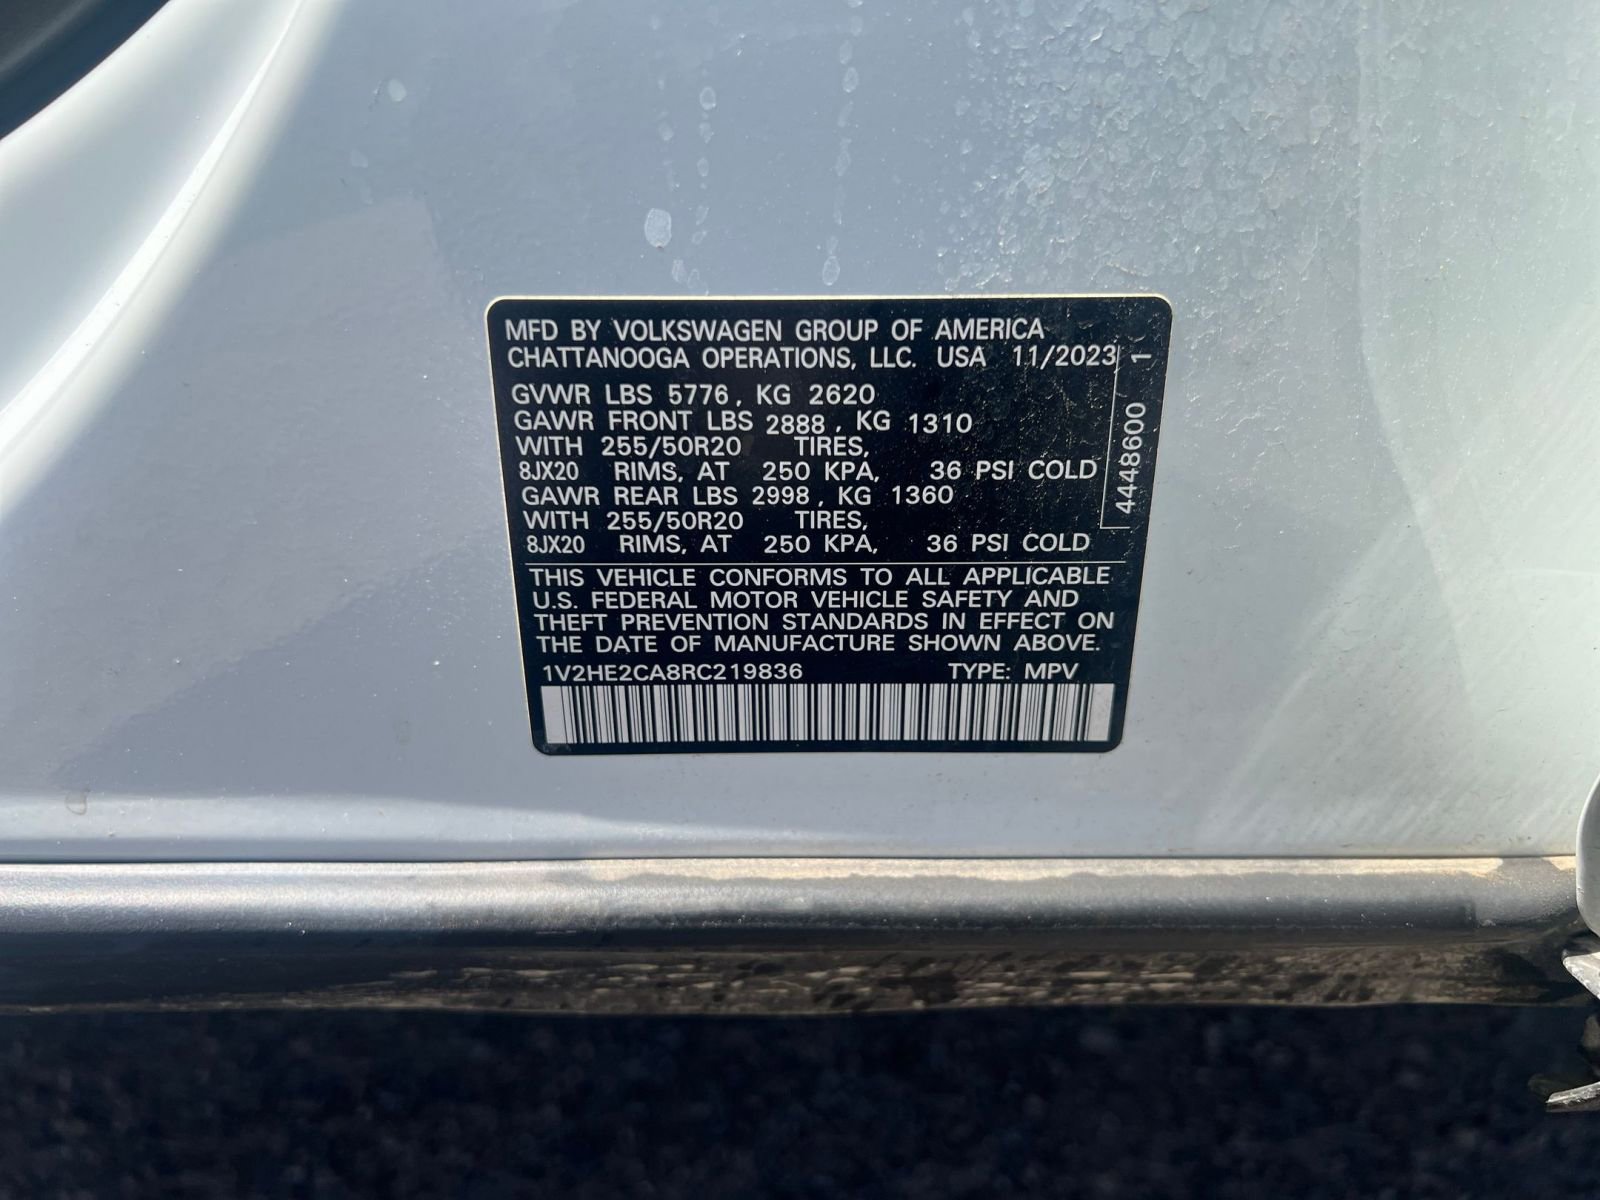 MFD BY VOLKSWAGEN GROUP OF AMERICA
CHATTANOOGA OPERATIONS, LLC. USA 11/2023
GVWR LBS 5776, KG 2620
GAWR FRONT LBS 2888, KG 1310
WITH 255/50R20 TIRES,
8JX20 RIMS, AT 250 KPA, 36 PSI COLD
GAWR REAR LBS 2998, KG 1360
WITH 255/50R20 TIRES,
8JX20 RIMS, AT 250 KPA, 36 PSI COLD
THIS VEHICLE CONFORMS TO ALL APPLICABLE
U.S. FEDERAL MOTOR VEHICLE SAFETY AND
THEFT PREVENTION STANDARDS IN EFFECT ON
THE DATE OF MANUFACTURE SHOWN ABOVE.
1V2HE2CA8RC219836 TYPE: MPV
4448600 1